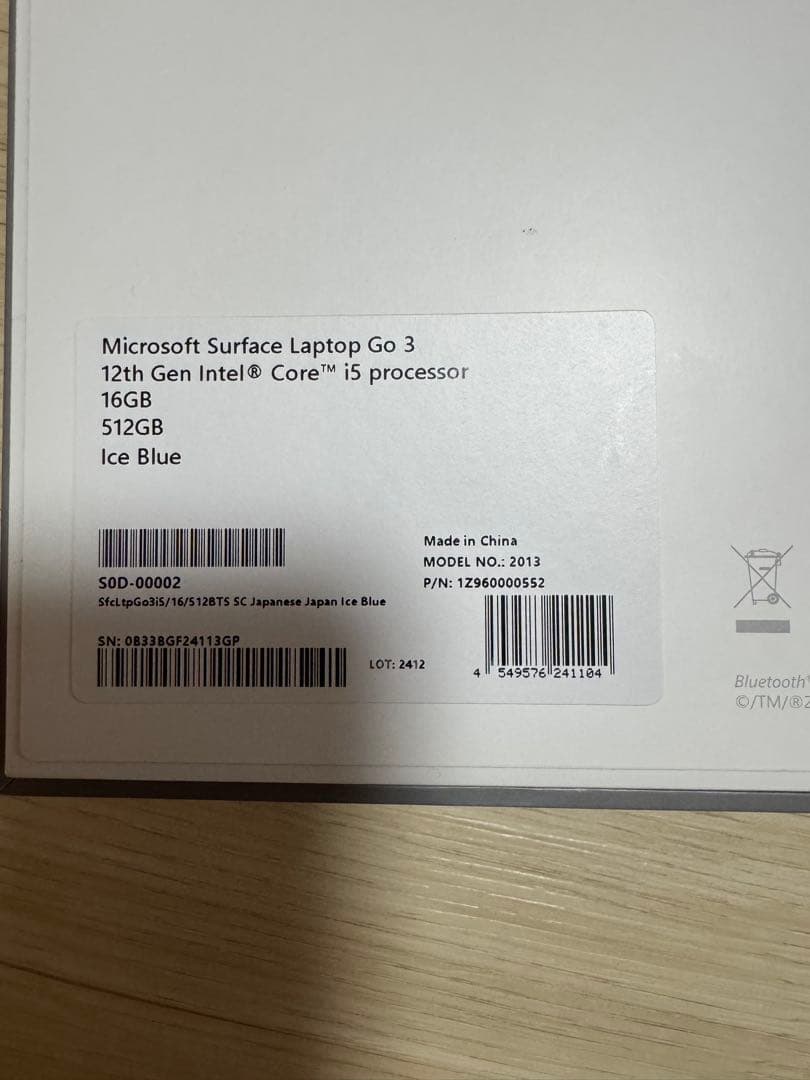 Microsoft Surface Laptop Go 3
12th Gen Intel® Core™ i5 processor
16GB
512GB
Ice Blue
S0D-00002
SfcLtpGo3i5/16/512BTS SC Japanese Japan Ice Blue
SN: 0B33BGF24113GP
LOT: 2412
Made in China
MODEL NO.: 2013
P/N: 1Z960000552
4 549576 241104
Bluetooth
©/TM/®